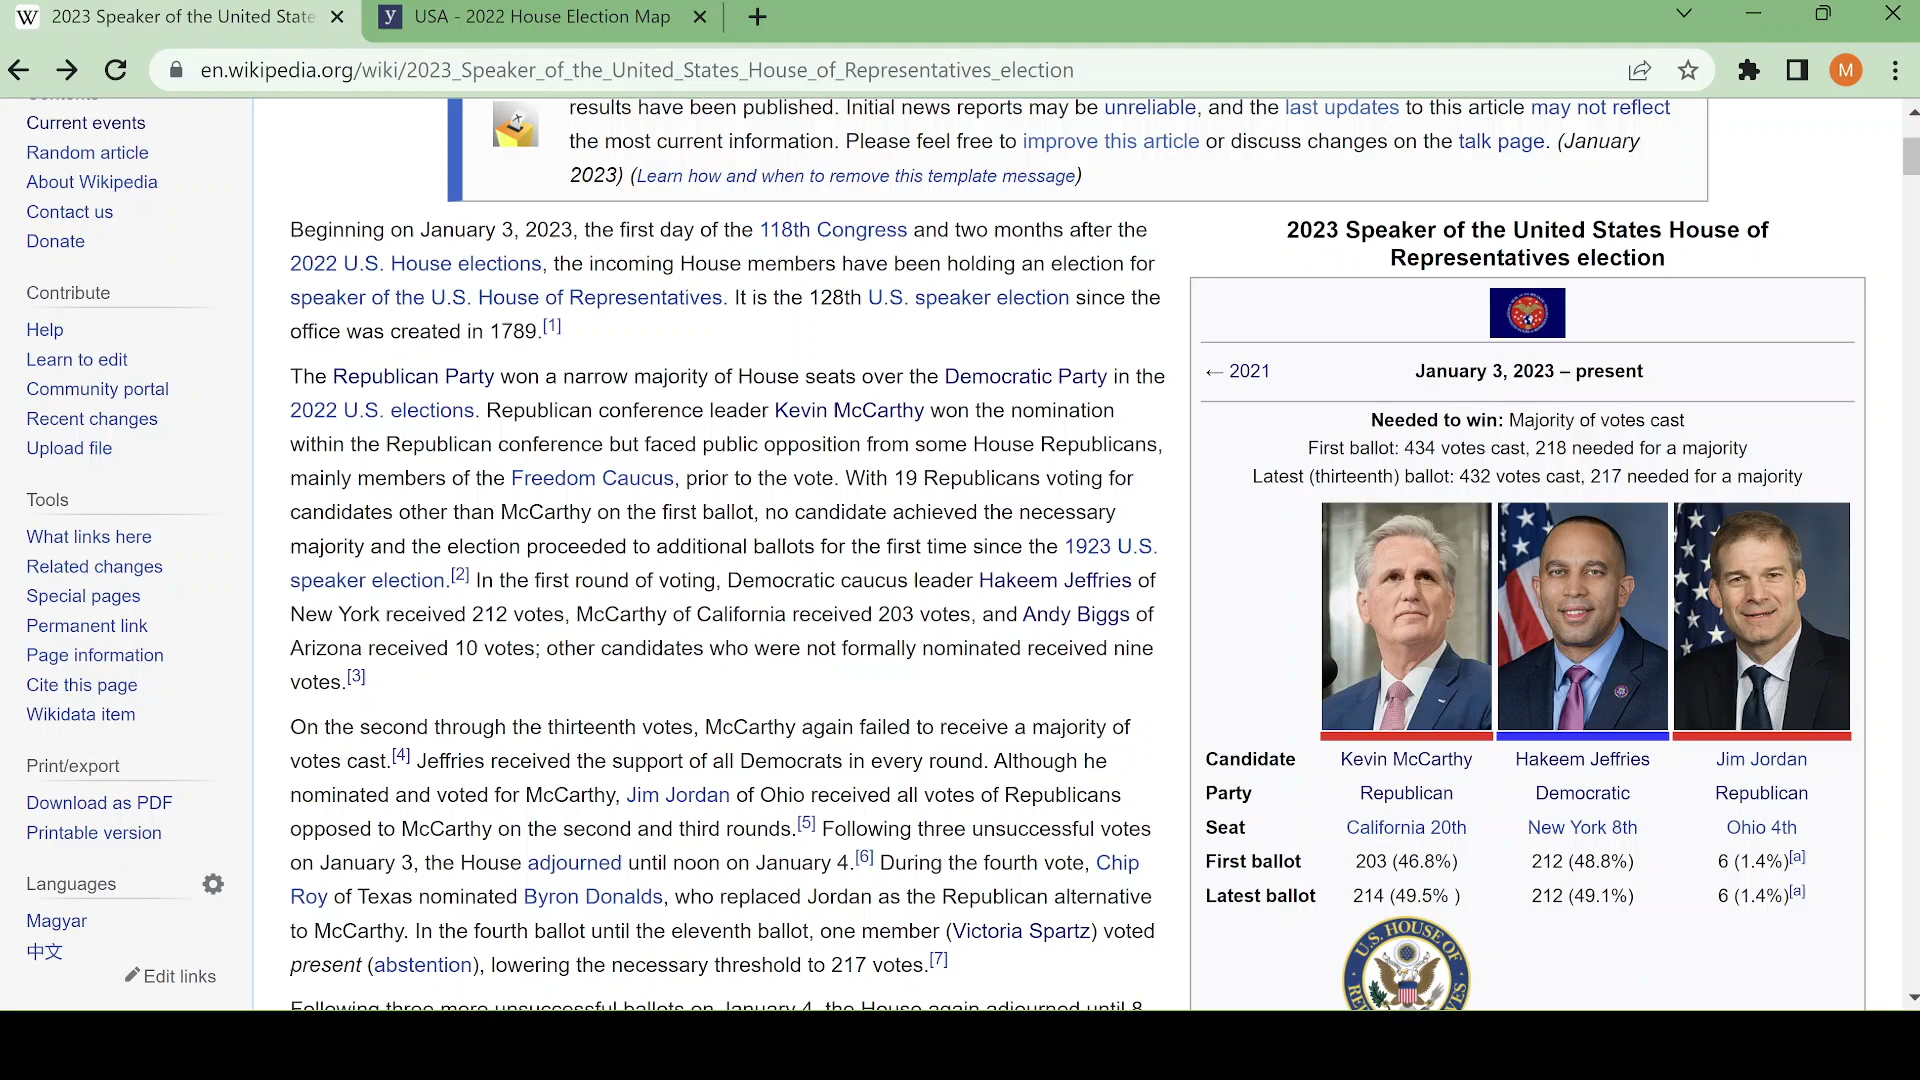 2023 Speaker of the United State
USA - 2022 House Election Map
en.wikipedia.org/wiki/2023_Speaker_of_the_United_States_House_of_Representatives_election
M
Contents
Current events
Random article
About Wikipedia
Contact us
Donate
Contribute
Help
Learn to edit
Community portal
Recent changes
Upload file
Tools
What links here
Related changes
Special pages
Permanent link
Page information
Cite this page
Wikidata item
Print/export
Download as PDF
Printable version
Languages
Magyar
中文
Edit links
results have been published. Initial news reports may be unreliable, and the last updates to this article may not reflect
the most current information. Please feel free to improve this article or discuss changes on the talk page. (January
2023) (Learn how and when to remove this template message)
Beginning on January 3, 2023, the first day of the 118th Congress and two months after the
2022 U.S. House elections, the incoming House members have been holding an election for
speaker of the U.S. House of Representatives. It is the 128th U.S. speaker election since the
office was created in 1789.[1]
The Republican Party won a narrow majority of House seats over the Democratic Party in the
2022 U.S. elections. Republican conference leader Kevin McCarthy won the nomination
within the Republican conference but faced public opposition from some House Republicans,
mainly members of the Freedom Caucus, prior to the vote. With 19 Republicans voting for
candidates other than McCarthy on the first ballot, no candidate achieved the necessary
majority and the election proceeded to additional ballots for the first time since the 1923 U.S.
speaker election.[2] In the first round of voting, Democratic caucus leader Hakeem Jeffries of
New York received 212 votes, McCarthy of California received 203 votes, and Andy Biggs of
Arizona received 10 votes; other candidates who were not formally nominated received nine
votes.[3]
On the second through the thirteenth votes, McCarthy again failed to receive a majority of
votes cast.[4] Jeffries received the support of all Democrats in every round. Although he
nominated and voted for McCarthy, Jim Jordan of Ohio received all votes of Republicans
opposed to McCarthy on the second and third rounds.[5] Following three unsuccessful votes
on January 3, the House adjourned until noon on January 4.[6] During the fourth vote, Chip
Roy of Texas nominated Byron Donalds, who replaced Jordan as the Republican alternative
to McCarthy. In the fourth ballot until the eleventh ballot, one member (Victoria Spartz) voted
present (abstention), lowering the necessary threshold to 217 votes.[7]
Following three more unsuccessful ballots on January 4, the House again adjourned until 8
2023 Speaker of the United States House of
Representatives election
← 2021 January 3, 2023 – present
Needed to win: Majority of votes cast
First ballot: 434 votes cast, 218 needed for a majority
Latest (thirteenth) ballot: 432 votes cast, 217 needed for a majority
Candidate Kevin McCarthy Hakeem Jeffries Jim Jordan
Party Republican Democratic Republican
Seat California 20th New York 8th Ohio 4th
First ballot 203 (46.8%) 212 (48.8%) 6 (1.4%)[a]
Latest ballot 214 (49.5% ) 212 (49.1%) 6 (1.4%)[a]
U.S. HOUSE OF